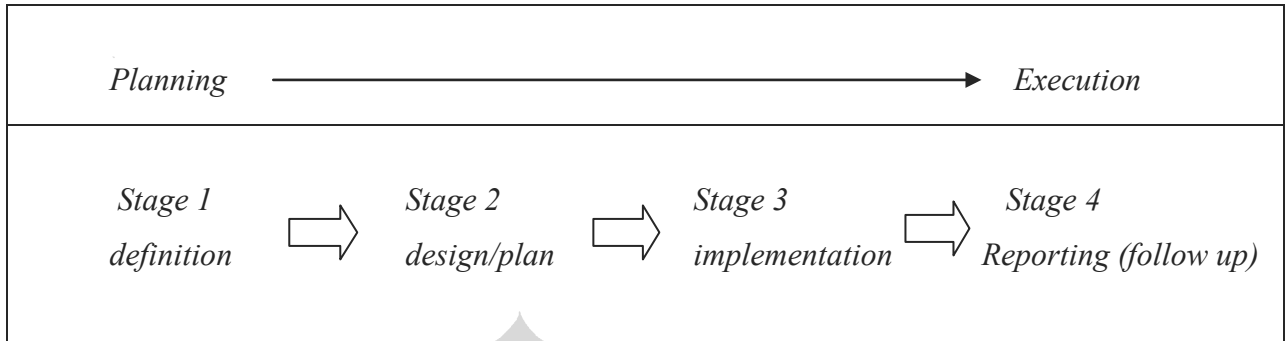 Planning Execution
Stage 1 Stage 2 Stage 3 Stage 4
definition design/plan implementation Reporting (follow up)